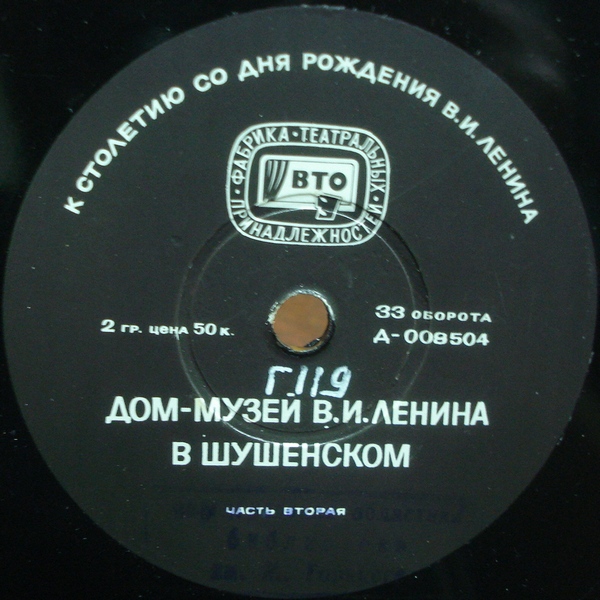 К СТОЛЕТИЮ СО ДНЯ РОЖДЕНИЯ В.И.ЛЕНИНА
ФАБРИКА · ТЕАТРАЛЬНЫХ · ПРИНАДЛЕЖНОСТЕЙ
ВТО
2 ГР. ЦЕНА 50 К.
33 ОБОРОТА
Д-008504
Г119
ДОМ-МУЗЕЙ В.И.ЛЕНИНА
В ШУШЕНСКОМ
ЧАСТЬ ВТОРАЯ